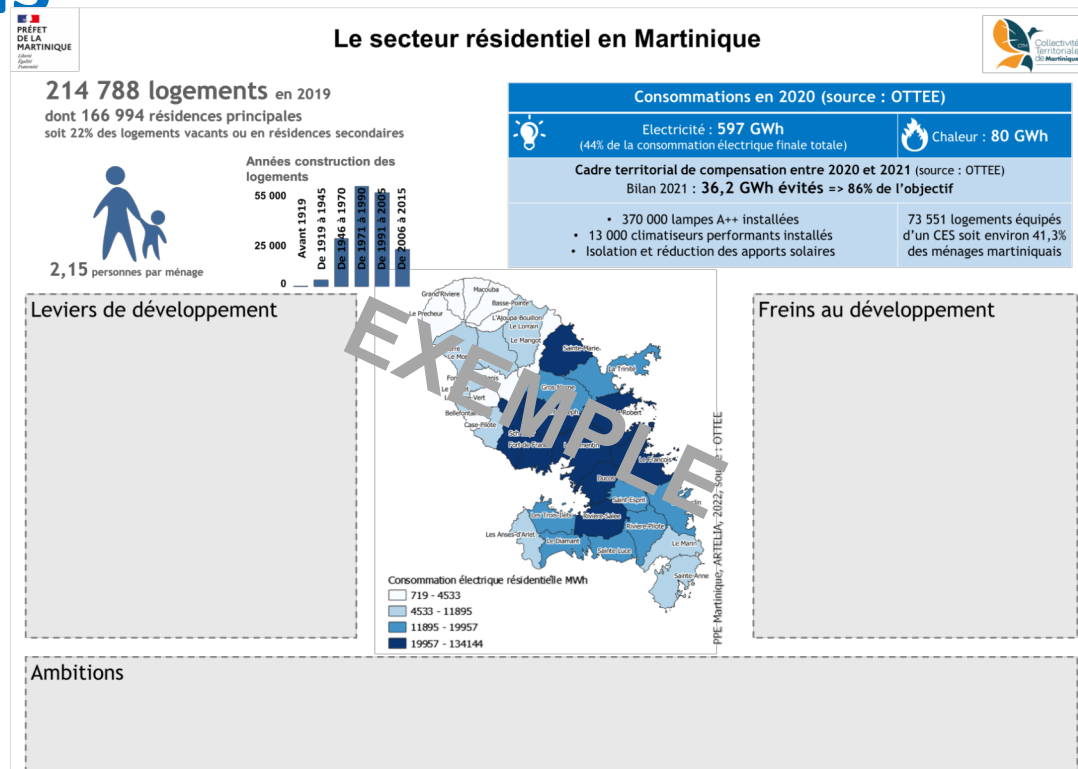 PRÉFET
DE LA
MARTINIQUE
Liberté
Égalité
Fraternité
Le secteur résidentiel en Martinique
CTM
Collectivité
Territoriale
de Martinique
214 788 logements en 2019
dont 166 994 résidences principales
soit 22% des logements vacants ou en résidences secondaires
2,15 personnes par ménage
Années construction des
logements
55 000
25 000
0
Avant 1919
De 1919 à 1945
De 1946 à 1970
De 1971 à 1990
De 1991 à 2005
De 2006 à 2015
Consommations en 2020 (source : OTTEE)
Electricité : 597 GWh
(44% de la consommation électrique finale totale)
Chaleur : 80 GWh
Cadre territorial de compensation entre 2020 et 2021 (source : OTTEE)
Bilan 2021 : 36,2 GWh évités => 86% de l'objectif
• 370 000 lampes A++ installées
• 13 000 climatiseurs performants installés
• Isolation et réduction des apports solaires
73 551 logements équipés
d'un CES soit environ 41,3%
des ménages martiniquais
Leviers de développement
Freins au développement
EXEMPLE
Grand'Riviere
Macouba
Basse-Pointe
Le Precheur
L'Ajoupa-Bouillon
Le Lorrain
Le Marigot
Sainte-Marie
La Trinité
Gros-Morne
Robert
Bellefontaine
Case-Pilote
Fort-de-France
Le François
Ducos
Saint-Esprit
Les Trois-Ilets
Rivière-Salée
Rivière-Pilote
Les Anses-d'Arlet
Le Diamant
Sainte-Luce
Le Marin
Sainte-Anne
Consommation électrique résidentielle MWh
719 - 4533
4533 - 11895
11895 - 19957
19957 - 134144
PPE Martinique, ARTELIA, 2022, source : OTTEE
Ambitions